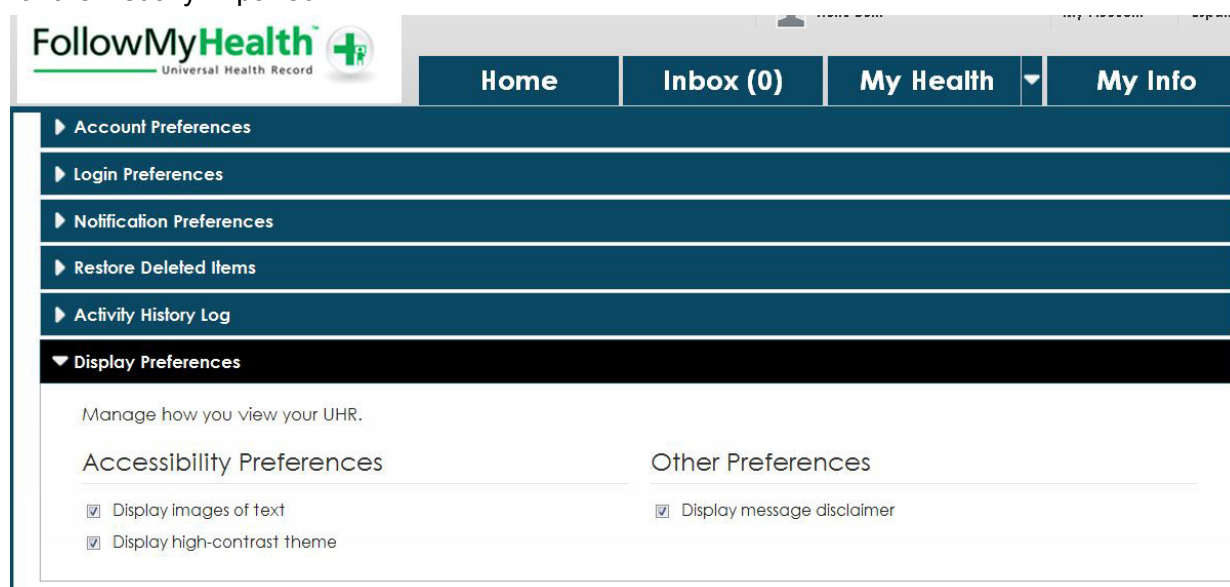 FollowMyHealth™
Universal Health Record
Home
Inbox (0)
My Health
My Info
Account Preferences
Login Preferences
Notification Preferences
Restore Deleted Items
Activity History Log
Display Preferences
Manage how you view your UHR.
Accessibility Preferences
Other Preferences
Display images of text
Display message disclaimer
Display high-contrast theme